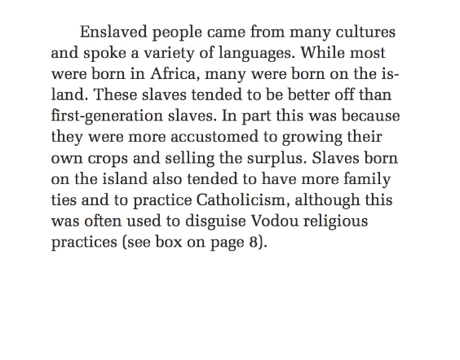 Enslaved people came from many cultures
and spoke a variety of languages. While most
were born in Africa, many were born on the is-
land. These slaves tended to be better off than
first-generation slaves. In part this was because
they were more accustomed to growing their
own crops and selling the surplus. Slaves born
on the island also tended to have more family
ties and to practice Catholicism, although this
was often used to disguise Vodou religious
practices (see box on page 8).